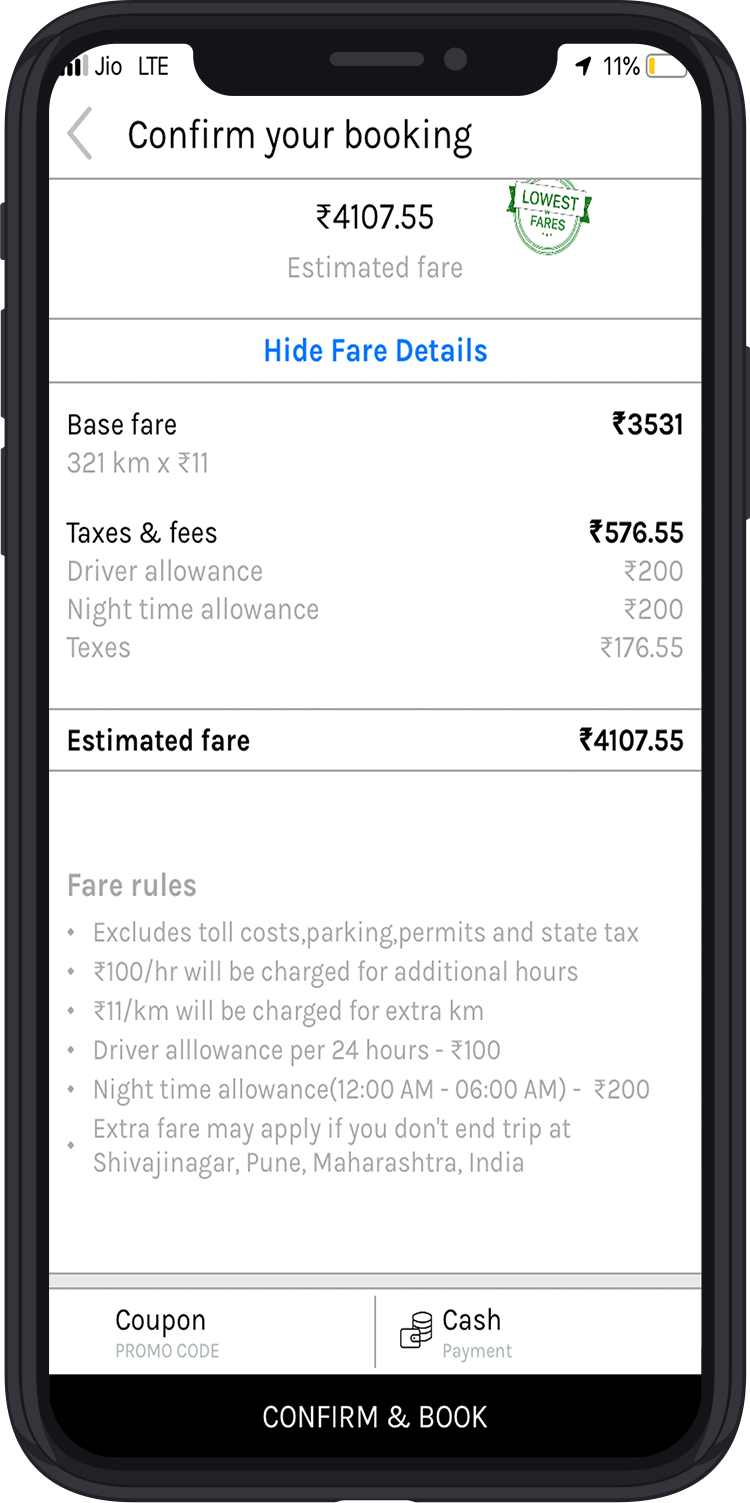 Jio LTE 11%
Confirm your booking
₹4107.55
LOWEST
FARES
Estimated fare
Hide Fare Details
Base fare ₹3531
321 km x ₹11
Taxes & fees ₹576.55
Driver allowance ₹200
Night time allowance ₹200
Texes ₹176.55
Estimated fare ₹4107.55
Fare rules
• Excludes toll costs,parking,permits and state tax
• ₹100/hr will be charged for additional hours
• ₹11/km will be charged for extra km
• Driver alllowance per 24 hours - ₹100
• Night time allowance(12:00 AM - 06:00 AM) - ₹200
• Extra fare may apply if you don't end trip at
Shivajinagar, Pune, Maharashtra, India
Coupon Cash
PROMO CODE Payment
CONFIRM & BOOK